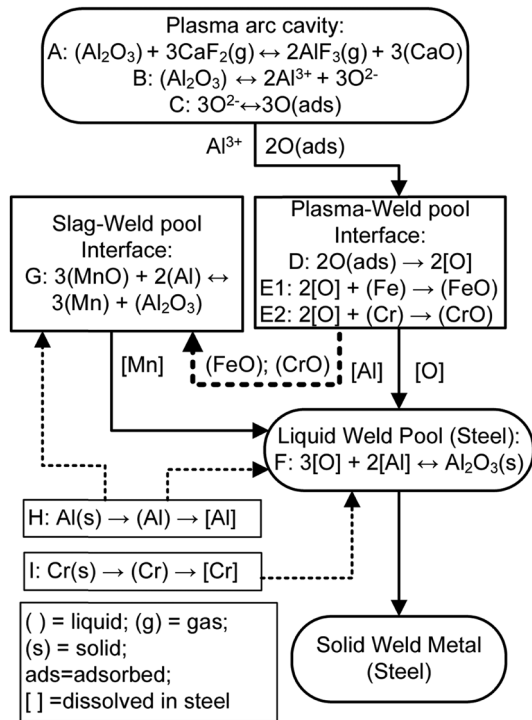 Plasma arc cavity:
A: (Al₂O₃) + 3CaF₂(g) ↔ 2AlF₃(g) + 3(CaO)
B: (Al₂O₃) ↔ 2Al³⁺ + 3O²⁻
C: 3O²⁻↔3O(ads)
Al³⁺ 2O(ads)
Slag-Weld pool
Interface:
G: 3(MnO) + 2(Al) ↔
3(Mn) + (Al₂O₃)
Plasma-Weld pool
Interface:
D: 2O(ads) → 2[O]
E1: 2[O] + (Fe) → (FeO)
E2: 2[O] + (Cr) → (CrO)
[Mn]
(FeO); (CrO)
[Al]
[O]
Liquid Weld Pool (Steel):
F: 3[O] + 2[Al] ↔ Al₂O₃(s)
H: Al(s) → (Al) → [Al]
I: Cr(s) → (Cr) → [Cr]
( ) = liquid; (g) = gas;
(s) = solid;
ads=adsorbed;
[ ] =dissolved in steel
Solid Weld Metal
(Steel)